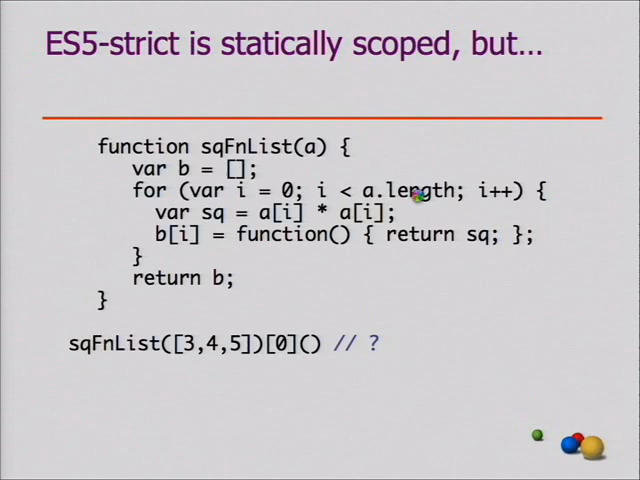 ES5-strict is statically scoped, but...
function sqFnList(a) {
var b = [];
for (var i = 0; i < a.length; i++) {
var sq = a[i] * a[i];
b[i] = function() { return sq; };
}
return b;
}
sqFnList([3,4,5])[0]() // ?